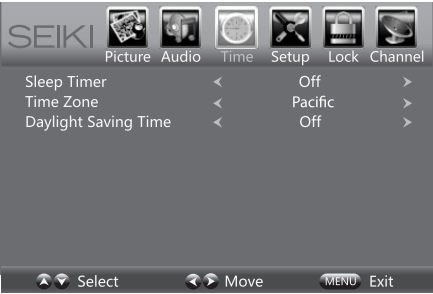 SEIKI
Picture Audio Time Setup Lock Channel
Sleep Timer Off
Time Zone Pacific
Daylight Saving Time Off
Select Move MENU Exit